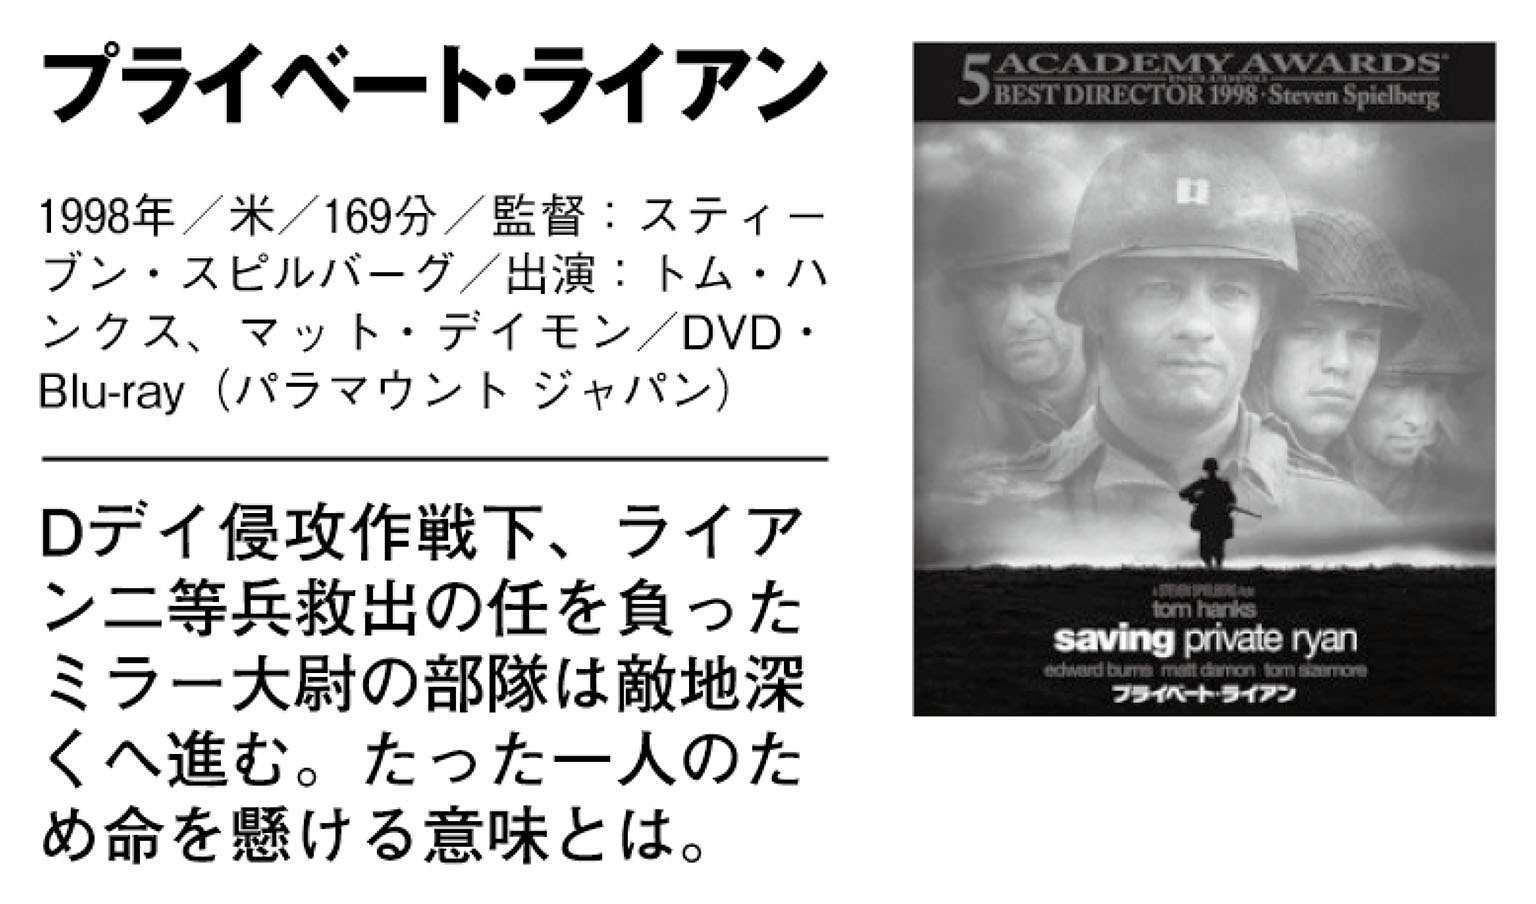 プライベート・ライアン
1998年／米／169分／監督：スティー
ブン・スピルバーグ／出演：トム・ハ
ンクス、マット・デイモン／DVD・
Blu-ray（パラマウント ジャパン）
Dデイ侵攻作戦下、ライア
ン二等兵救出の任を負った
ミラー大尉の部隊は敵地深
くへ進む。たった一人のた
め命を懸ける意味とは。
5 ACADEMY AWARDS®
INCLUDING
BEST DIRECTOR 1998・Steven Spielberg
A STEVEN SPIELBERG FILM
tom hanks
saving private ryan
edward burns matt damon tom sizemore
プライベート・ライアン